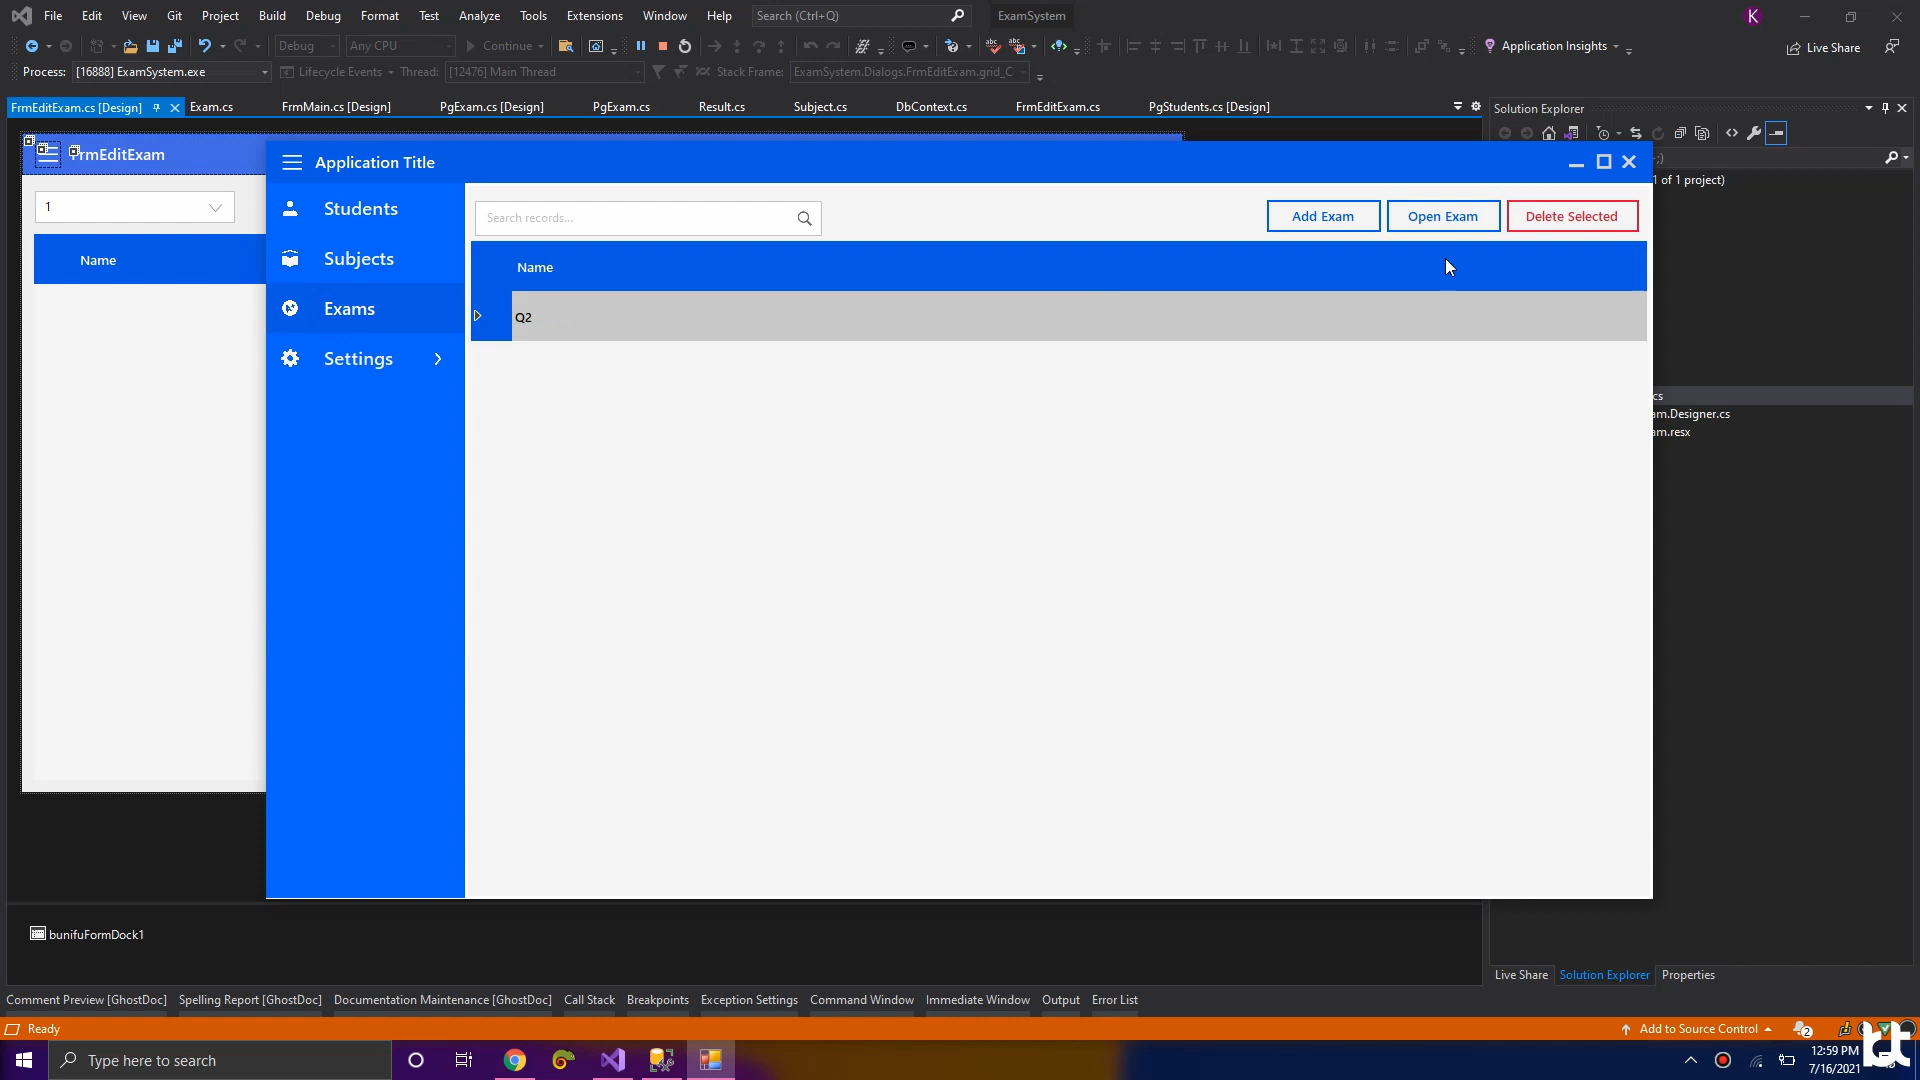 File Edit View Git Project Build Debug Format Test Analyze Tools Extensions Window Help Search (Ctrl+Q) ExamSystem K
Debug Any CPU Continue Application Insights Live Share
Process: [16888] ExamSystem.exe Lifecycle Events Thread: [12476] Main Thread Stack Frame: ExamSystem.Dialogs.FrmEditExam.grid_C
FrmEditExam.cs [Design] Exam.cs FrmMain.cs [Design] PgExam.cs [Design] PgExam.cs Result.cs Subject.cs DbContext.cs FrmEditExam.cs PgStudents.cs [Design] Solution Explorer
FrmEditExam
Application Title
;)
1 of 1 project)
1
Students
Search records...
Add Exam Open Exam Delete Selected
Name
Subjects
Name
Exams
Q2
Settings
cs
am.Designer.cs
am.resx
bunifuFormDock1
Live Share Solution Explorer Properties
Comment Preview [GhostDoc] Spelling Report [GhostDoc] Documentation Maintenance [GhostDoc] Call Stack Breakpoints Exception Settings Command Window Immediate Window Output Error List
Ready Add to Source Control 2
Type here to search
12:59 PM
7/16/2021